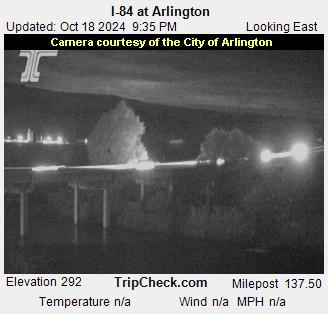 I-84 at Arlington
Updated: Oct 18 2024 9:35 PM Looking East
Camera courtesy of the City of Arlington
Elevation 292 TripCheck.com Milepost 137.50
Temperature n/a Wind n/a MPH n/a